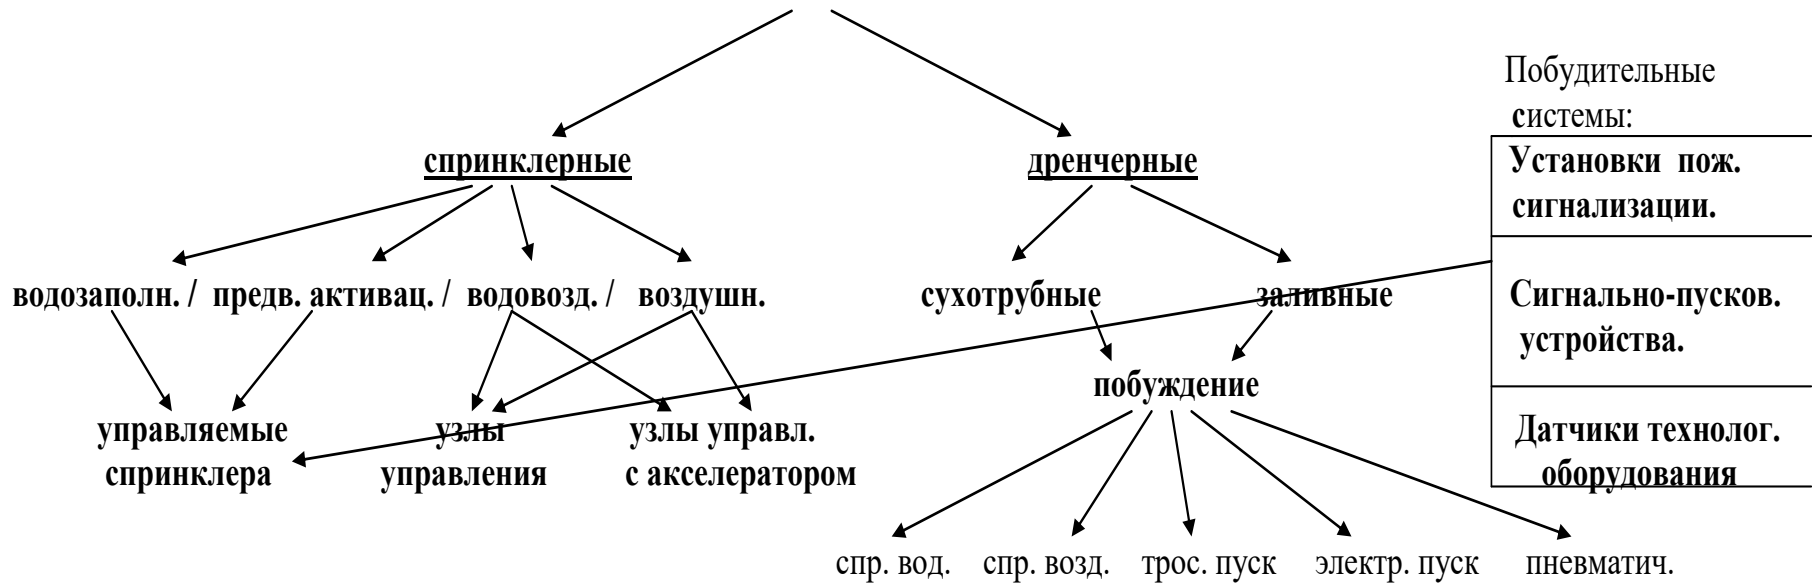 Побудительные
системы:
спринклерные дренчерные
Установки пож.
сигнализации.
водозаполн. / предв. активац. / водовозд. / воздушн. сухотрубные заливные
Сигнально-пусков.
устройства.
побуждение
управляемые узлы узлы управл.
спринклера управления с акселератором
Датчики технолог.
оборудования
спр. вод. спр. возд. трос. пуск электр. пуск пневматич.